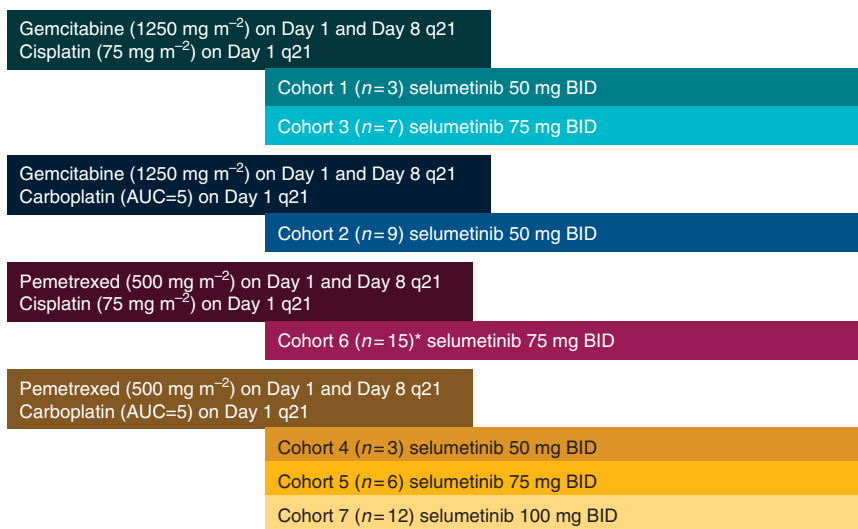 Gemcitabine (1250 mg m⁻²) on Day 1 and Day 8 q21
Cisplatin (75 mg m⁻²) on Day 1 q21
Cohort 1 (n=3) selumetinib 50 mg BID
Cohort 3 (n=7) selumetinib 75 mg BID
Gemcitabine (1250 mg m⁻²) on Day 1 and Day 8 q21
Carboplatin (AUC=5) on Day 1 q21
Cohort 2 (n=9) selumetinib 50 mg BID
Pemetrexed (500 mg m⁻²) on Day 1 and Day 8 q21
Cisplatin (75 mg m⁻²) on Day 1 q21
Cohort 6 (n=15)* selumetinib 75 mg BID
Pemetrexed (500 mg m⁻²) on Day 1 and Day 8 q21
Carboplatin (AUC=5) on Day 1 q21
Cohort 4 (n=3) selumetinib 50 mg BID
Cohort 5 (n=6) selumetinib 75 mg BID
Cohort 7 (n=12) selumetinib 100 mg BID